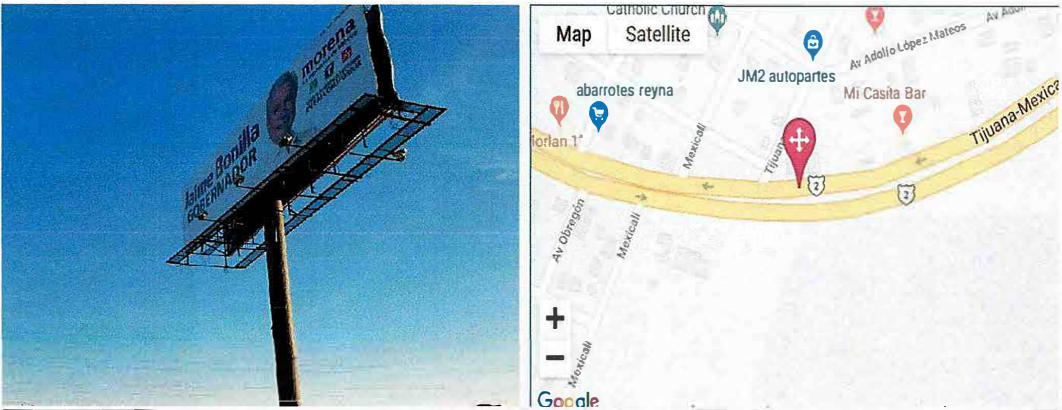 morena
Jaime Bonilla
GOBERNADOR
Map
Satellite
Catholic Church
Av Adolfo López Mateos
JM2 autopartes
abarrotes reyna
Mi Casita Bar
Tijuana-Mexica
Mexicali
Tijuana
2
2
Av Obregón
Mexicali
+
−
Mexicali
Google